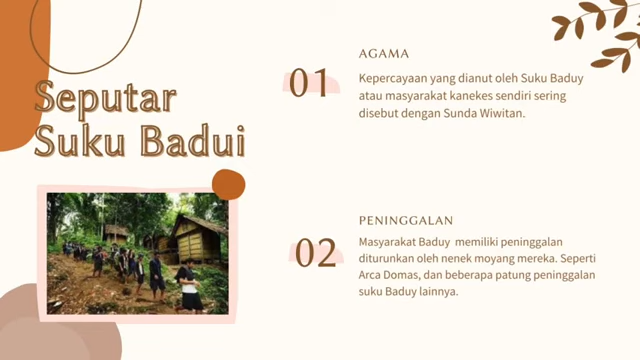 Seputar
Suku Badui
01
AGAMA
Kepercayaan yang dianut oleh Suku Baduy
atau masyarakat kanekes sendiri sering
disebut dengan Sunda Wiwitan.
02
PENINGGALAN
Masyarakat Baduy memiliki peninggalan
diturunkan oleh nenek moyang mereka. Seperti
Arca Domas, dan beberapa patung peninggalan
suku Baduy lainnya.